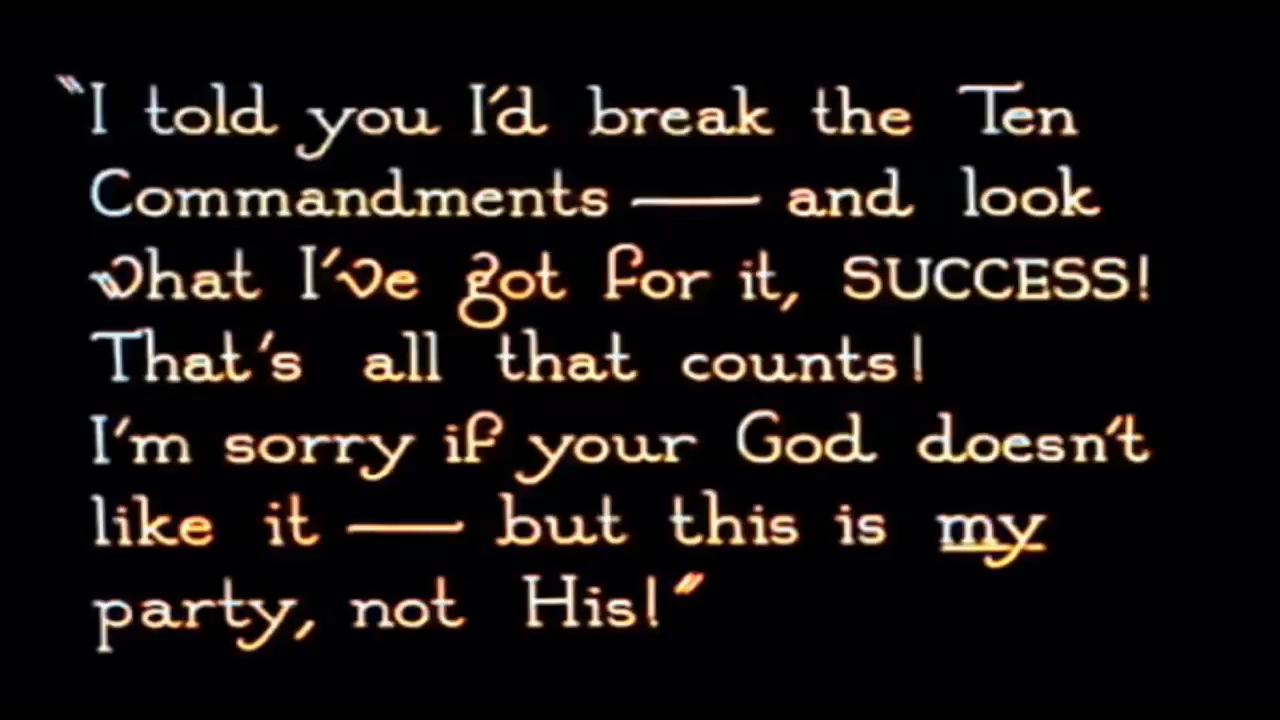 "I told you I'd break the Ten
Commandments — and look
what I've got for it, SUCCESS!
That's all that counts!
I'm sorry if your God doesn't
like it — but this is my
party, not His!"